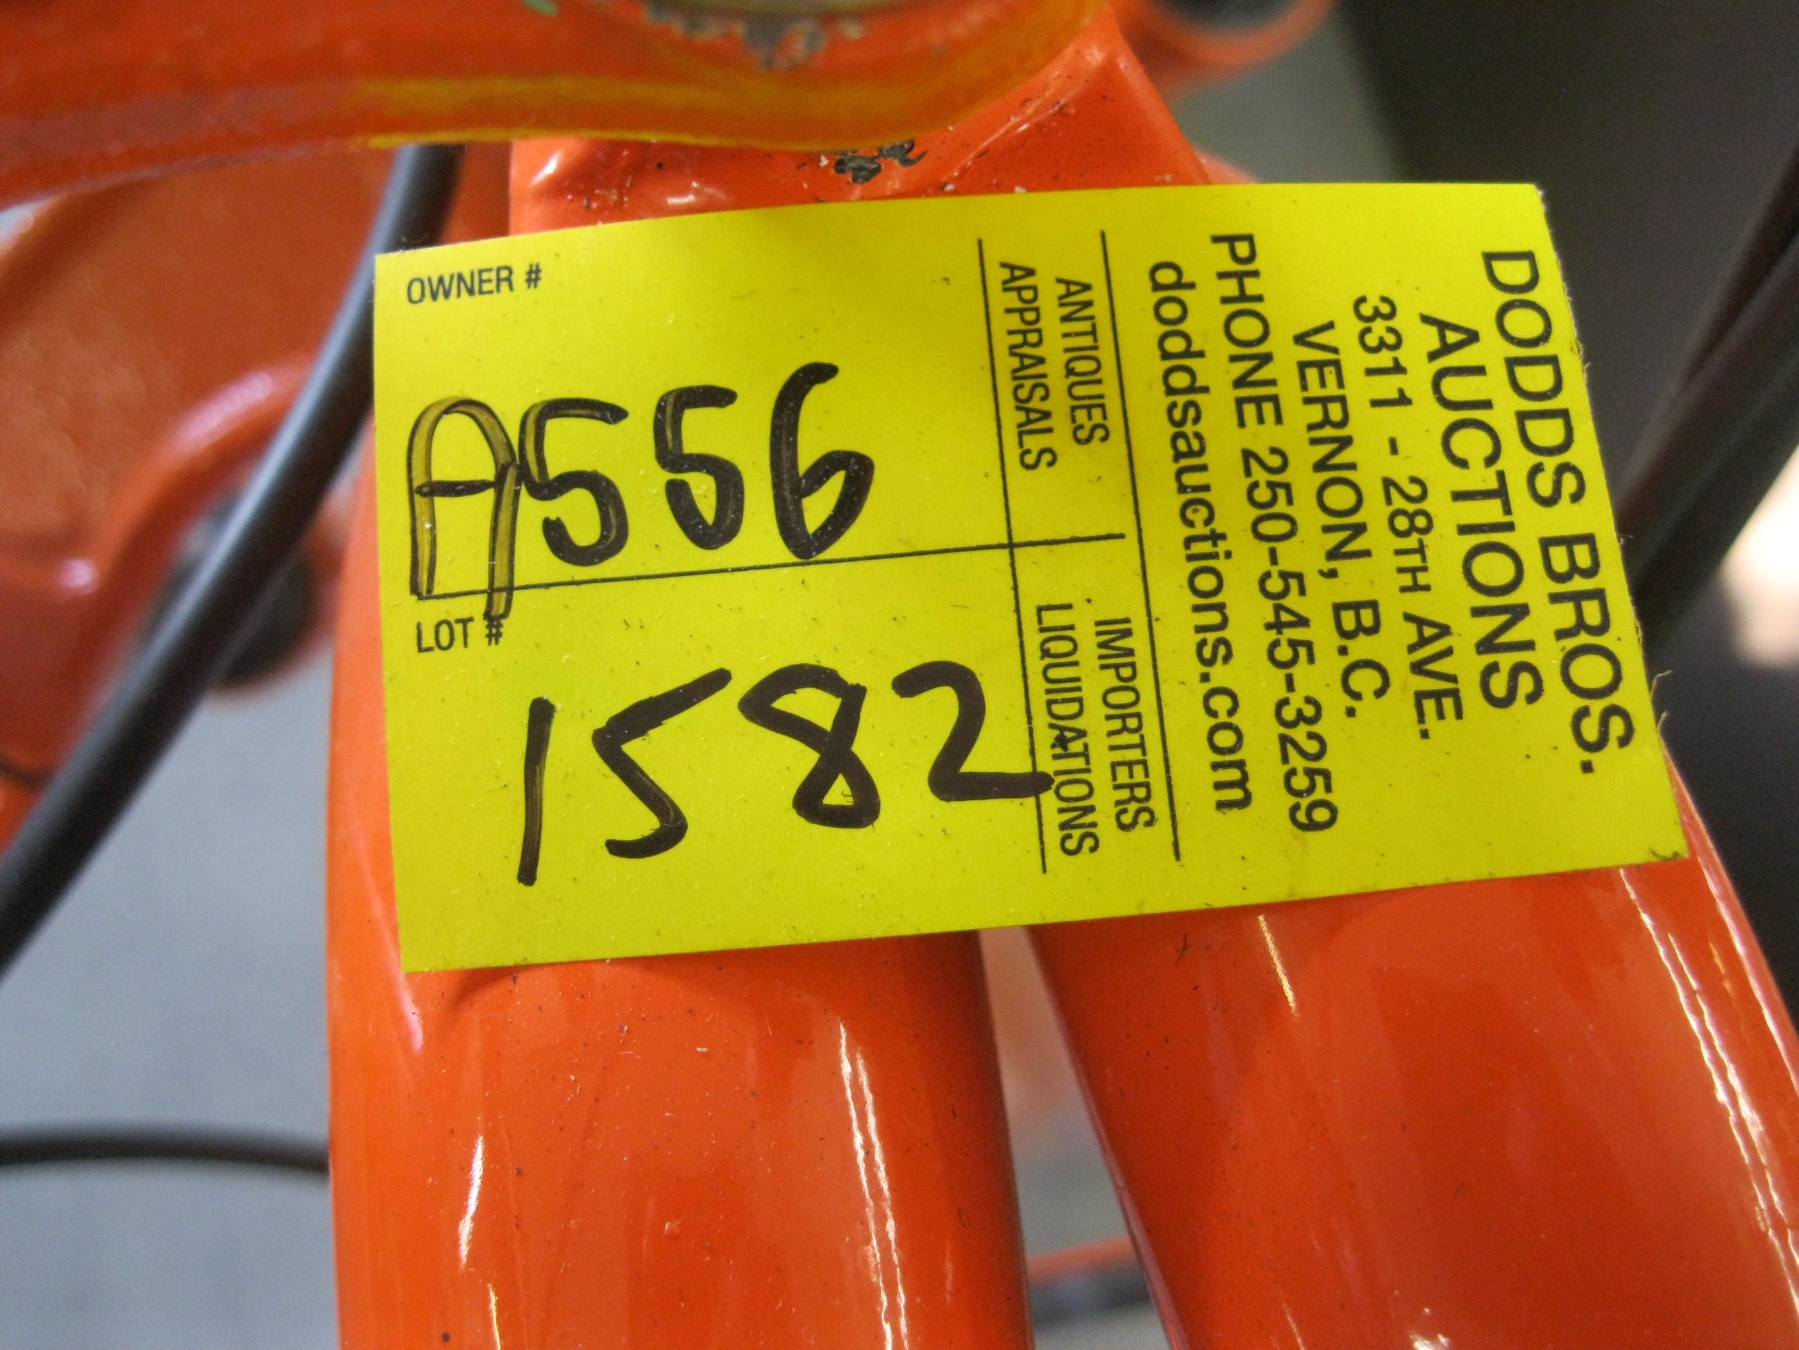 OWNER #
A556
LOT #
1582
DODDS BROS.
AUCTIONS
3311 - 28TH AVE.
VERNON, B.C.
PHONE 250-545-3259
doddsauctions.com
ANTIQUES IMPORTERS
APPRAISALS LIQUIDATIONS